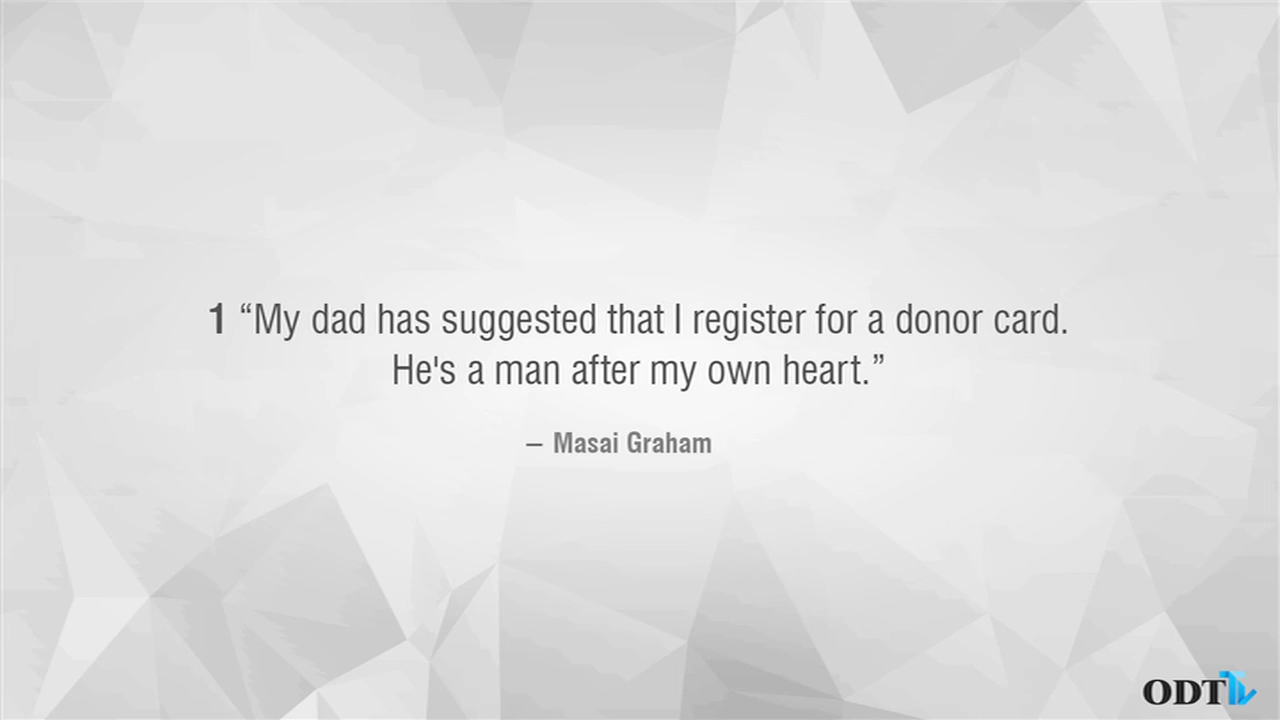 1 “My dad has suggested that I register for a donor card.
He's a man after my own heart.”
– Masai Graham
ODT